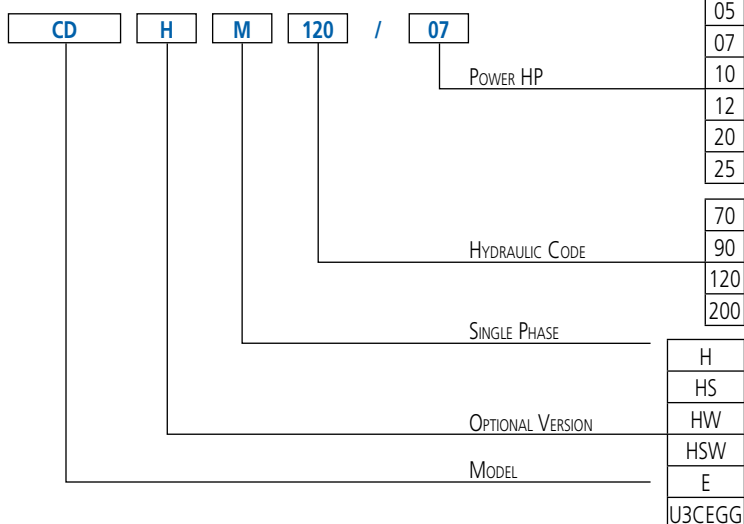 CD H M 120 / 07
05
07
Power HP 10
12
20
25
70
Hydraulic Code 90
120
200
Single Phase
H
HS
Optional Version HW
HSW
Model E
U3CEGG